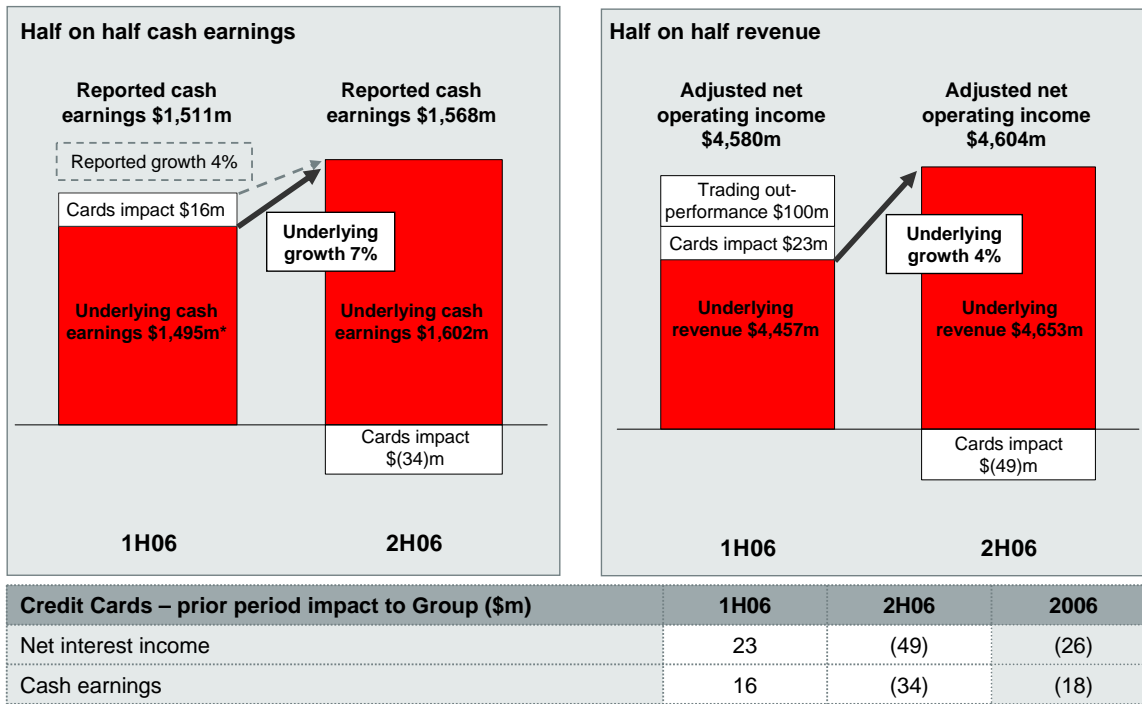 Half on half cash earnings
Reported cash
earnings $1,511m
Reported cash
earnings $1,568m
Reported growth 4%
Cards impact $16m
Underlying
growth 7%
Underlying cash
earnings $1,495m*
Underlying cash
earnings $1,602m
Cards impact
$(34)m
1H06
2H06
Half on half revenue
Adjusted net
operating income
$4,580m
Adjusted net
operating income
$4,604m
Trading out-
performance $100m
Cards impact $23m
Underlying
growth 4%
Underlying
revenue $4,457m
Underlying
revenue $4,653m
Cards impact
$(49)m
1H06
2H06
Credit Cards – prior period impact to Group ($m) 1H06 2H06 2006
Net interest income 23 (49) (26)
Cash earnings 16 (34) (18)